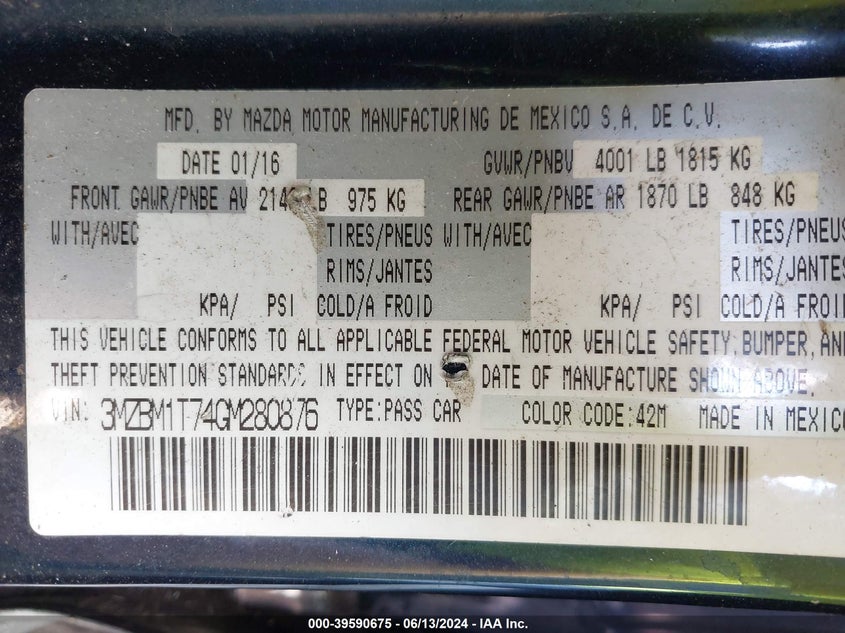 MFD. BY MAZDA MOTOR MANUFACTURING DE MEXICO S.A. DE C.V.
DATE 01/16 GVWR/PNBV 4001 LB 1815 KG
FRONT GAWR/PNBE AV LB 975 KG REAR GAWR/PNBE AR 1870 LB 848 KG
WITH/AVEC TIRES/PNEUS WITH/AVEC TIRES/PNEUS
RIMS/JANTES RIMS/JANTES
KPA/ PSI COLD/A FROID KPA/ PSI COLD/A FROID
THIS VEHICLE CONFORMS TO ALL APPLICABLE FEDERAL MOTOR VEHICLE SAFETY, BUMPER, AND
THEFT PREVENTION STANDARDS IN EFFECT ON DATE OF MANUFACTURE SHOWN ABOVE.
VIN: 3MZBM1T74GM280876 TYPE:PASS CAR COLOR CODE:42M MADE IN MEXICO
000-39590675 - 06/13/2024 - IAA Inc.